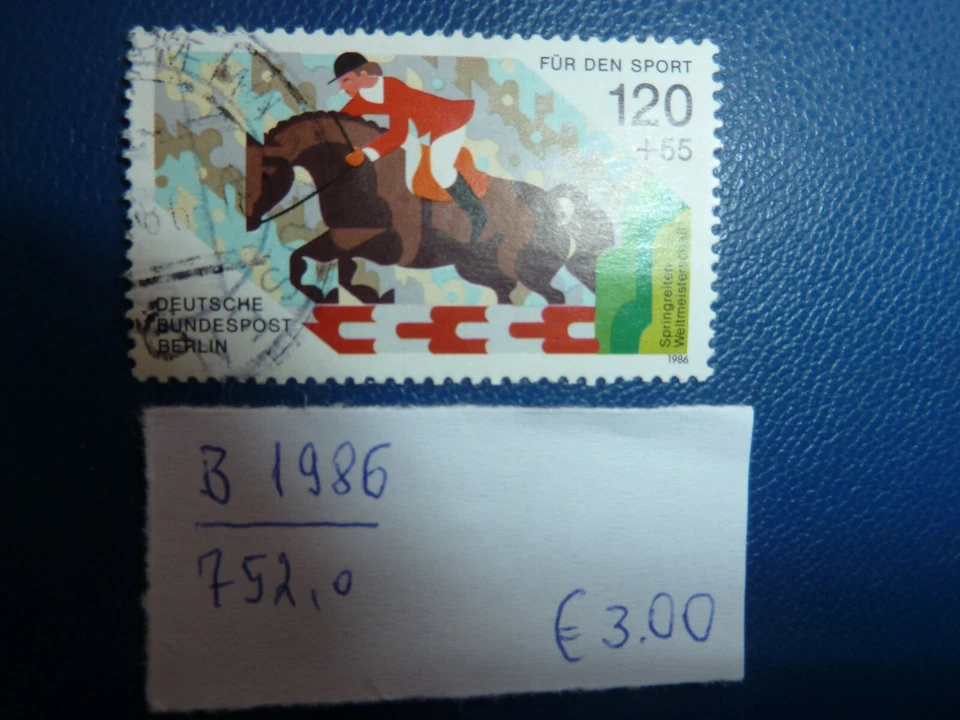 FÜR DEN SPORT
120
+55
Springreiten
Weltmeisterschaft
DEUTSCHE
BUNDESPOST
BERLIN
1986
B 1986
752,0
€ 3.00